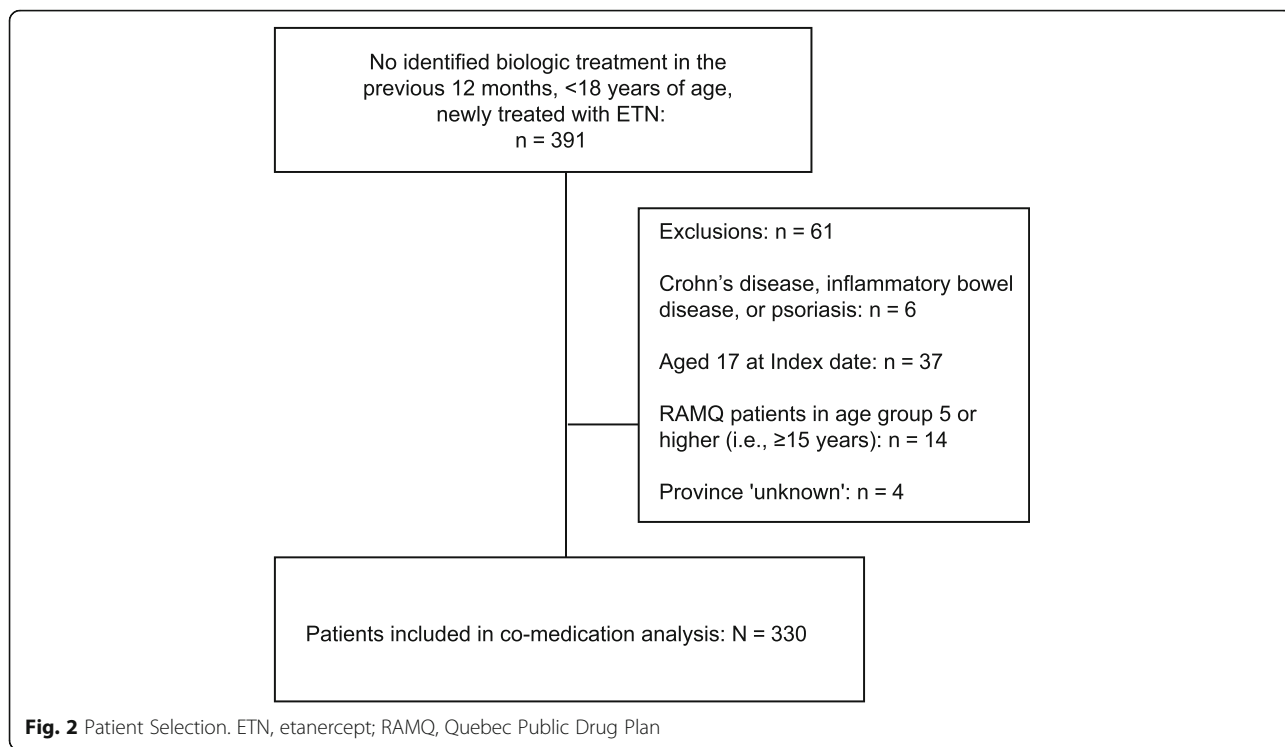 No identified biologic treatment in the
previous 12 months, <18 years of age,
newly treated with ETN:
n = 391
Exclusions: n = 61
Crohn's disease, inflammatory bowel
disease, or psoriasis: n = 6
Aged 17 at Index date: n = 37
RAMQ patients in age group 5 or
higher (i.e., ≥15 years): n = 14
Province 'unknown': n = 4
Patients included in co-medication analysis: N = 330
Fig. 2 Patient Selection. ETN, etanercept; RAMQ, Quebec Public Drug Plan